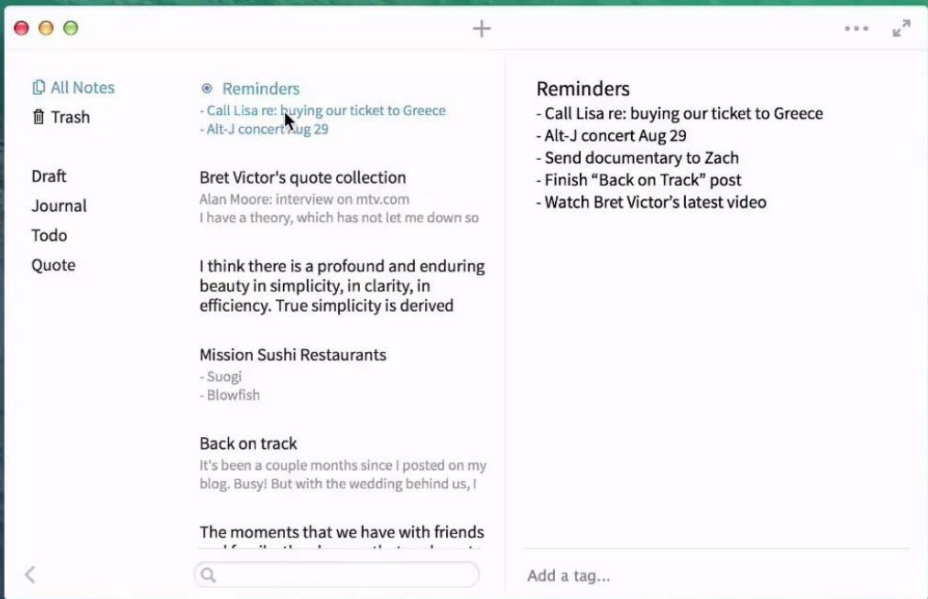 All Notes
Trash
Draft
Journal
Todo
Quote
Reminders
- Call Lisa re: buying our ticket to Greece
- Alt-J concert Aug 29
Bret Victor's quote collection
Alan Moore: interview on mtv.com
I have a theory, which has not let me down so
I think there is a profound and enduring
beauty in simplicity, in clarity, in
efficiency. True simplicity is derived
Mission Sushi Restaurants
- Suogi
- Blowfish
Back on track
It's been a couple months since I posted on my
blog. Busy! But with the wedding behind us, I
The moments that we have with friends
Reminders
- Call Lisa re: buying our ticket to Greece
- Alt-J concert Aug 29
- Send documentary to Zach
- Finish “Back on Track” post
- Watch Bret Victor's latest video
Add a tag...